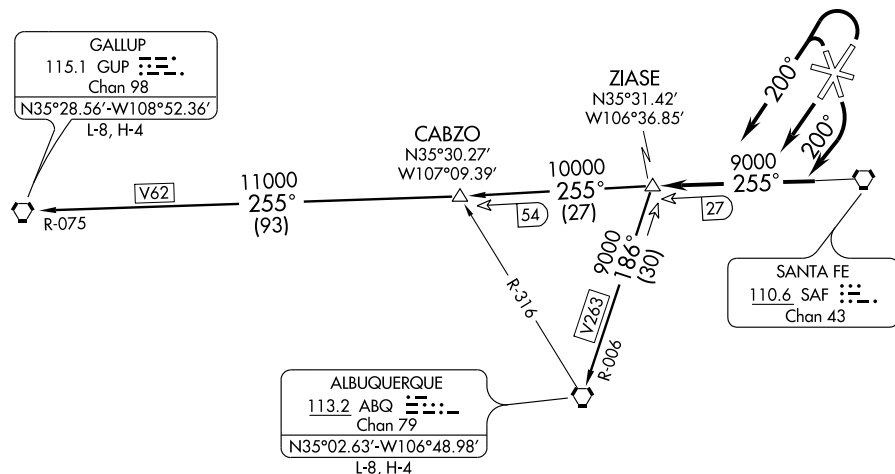 GALLUP
115.1 GUP
Chan 98
N35°28.56’-W108°52.36’
L-8, H-4
ZIASE
N35°31.42’
W106°36.85’
CABZO
N35°30.27’
W107°09.39’
200°
200°
9000
255°
10000
255°
(27)
11000
255°
(93)
V62
R-075
54
27
9000
186°
(30)
V263
R-006
R-316
SANTA FE
110.6 SAF
Chan 43
ALBUQUERQUE
113.2 ABQ
Chan 79
N35°02.63’-W106°48.98’
L-8, H-4